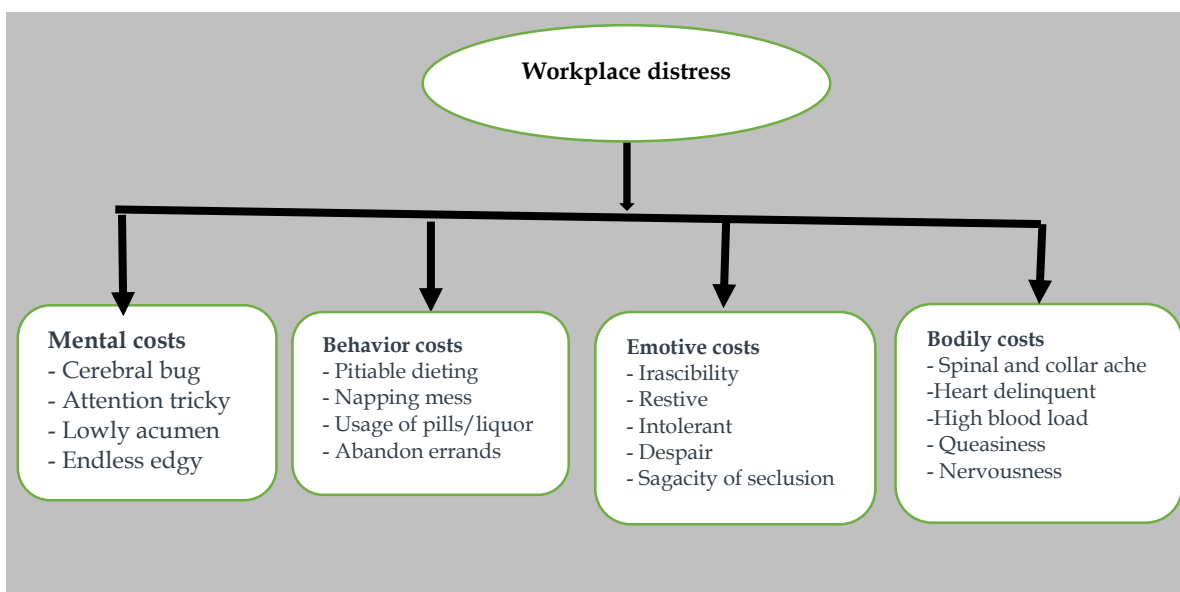 Workplace distress
Mental costs
- Cerebral bug
- Attention tricky
- Lowly acumen
- Endless edgy
Behavior costs
- Pitiable dieting
- Napping mess
- Usage of pills/liquor
- Abandon errands
Emotive costs
- Irascibility
- Restive
- Intolerant
- Despair
- Sagacity of seclusion
Bodily costs
- Spinal and collar ache
-Heart delinquent
-High blood load
- Queasiness
- Nervousness